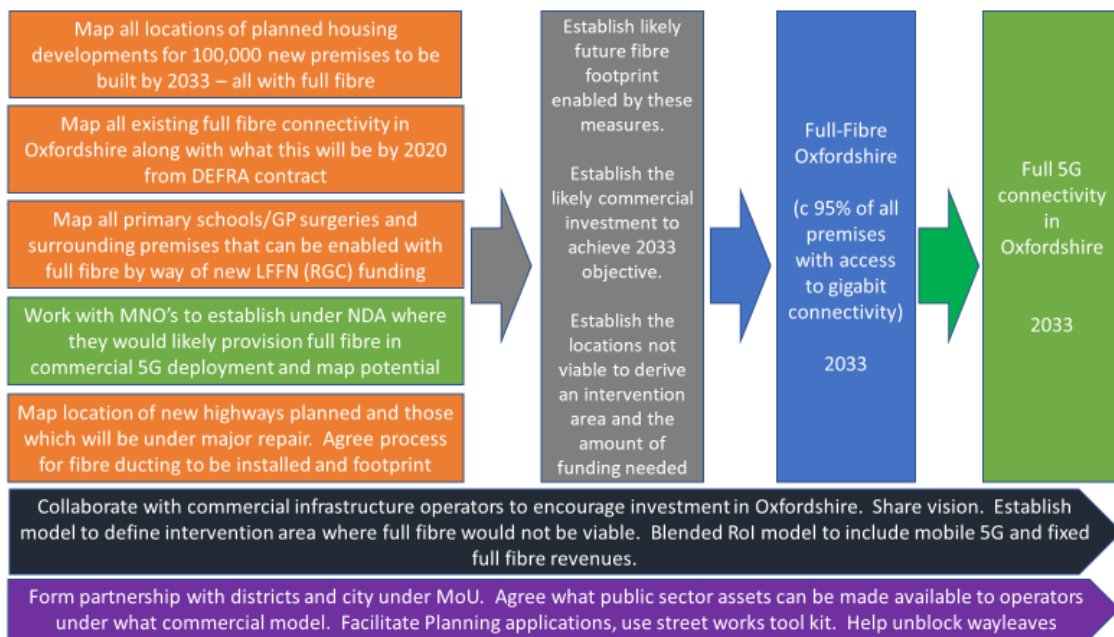 Map all locations of planned housing
developments for 100,000 new premises to be
built by 2033 – all with full fibre
Map all existing full fibre connectivity in
Oxfordshire along with what this will be by 2020
from DEFRA contract
Map all primary schools/GP surgeries and
surrounding premises that can be enabled with
full fibre by way of new LFFN (RGC) funding
Work with MNO's to establish under NDA where
they would likely provision full fibre in
commercial 5G deployment and map potential
Map location of new highways planned and those
which will be under major repair.  Agree process
for fibre ducting to be installed and footprint
Establish likely
future fibre
footprint
enabled by these
measures.
Establish the
likely commercial
investment to
achieve 2033
objective.
Establish the
locations not
viable to derive
an intervention
area and the
amount of
funding needed
Full-Fibre
Oxfordshire
(c 95% of all
premises
with access
to gigabit
connectivity)
2033
Full 5G
connectivity
in
Oxfordshire
2033
Collaborate with commercial infrastructure operators to encourage investment in Oxfordshire.  Share vision.  Establish
model to define intervention area where full fibre would not be viable.  Blended RoI model to include mobile 5G and fixed
full fibre revenues.
Form partnership with districts and city under MoU.  Agree what public sector assets can be made available to operators
under what commercial model.  Facilitate Planning applications, use street works tool kit.  Help unblock wayleaves